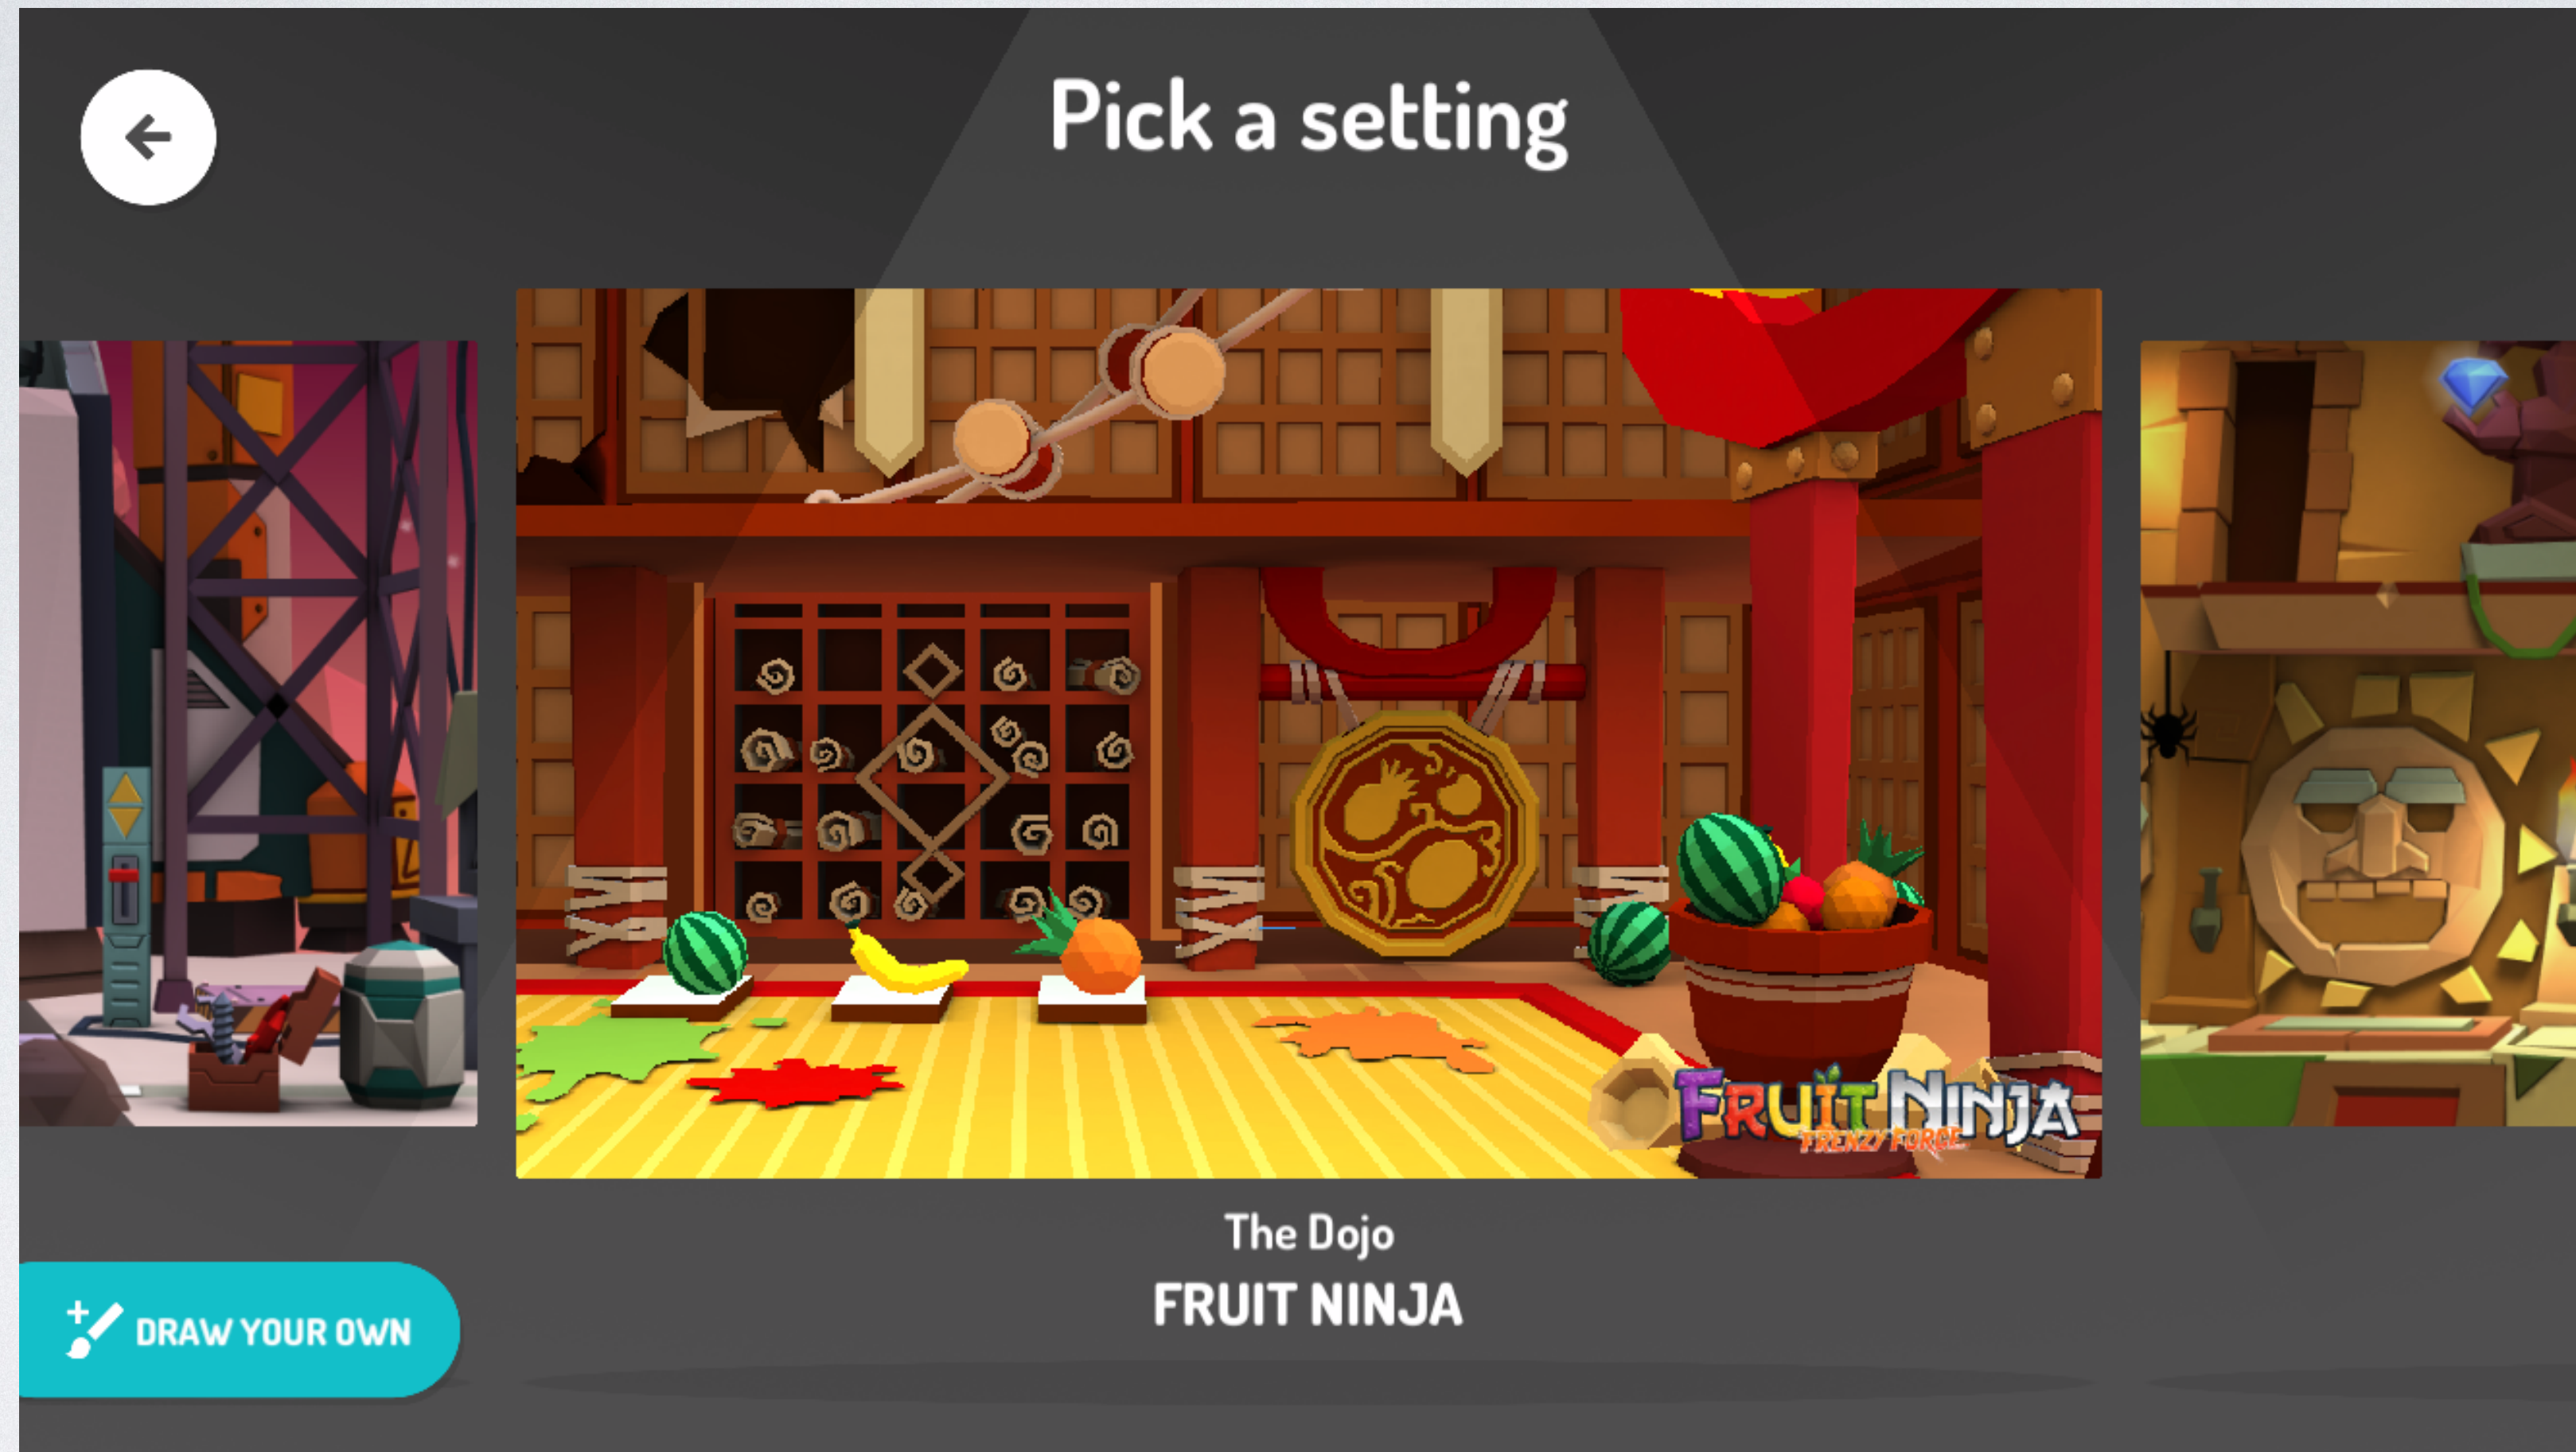 Pick a setting
FRUIT NINJA
FRENZY FORCE
The Dojo
FRUIT NINJA
DRAW YOUR OWN